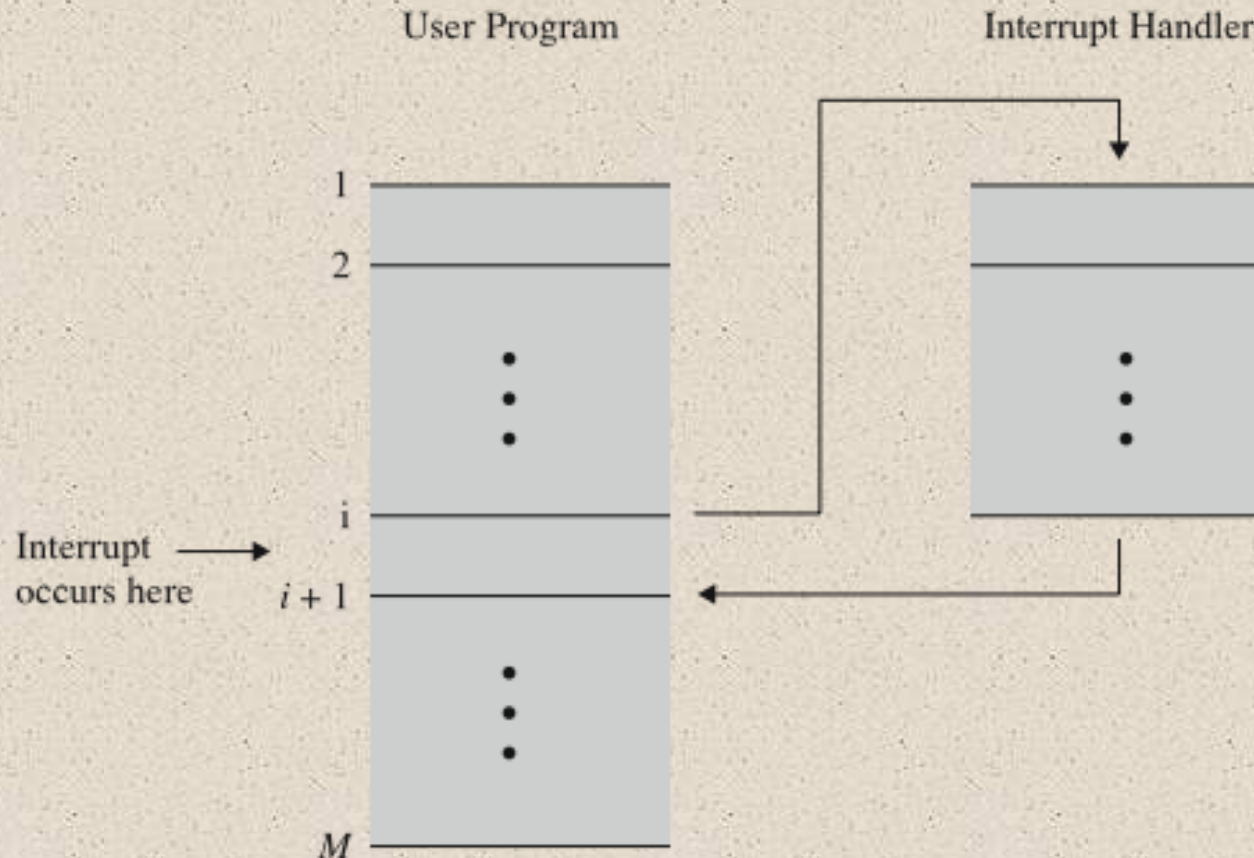 User Program
Interrupt Handler
1
2
i
Interrupt
occurs here
i + 1
M